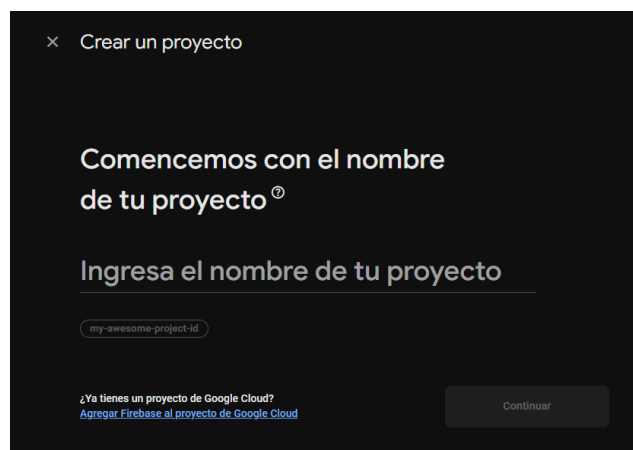 Crear un proyecto
Comencemos con el nombre
de tu proyecto
Ingresa el nombre de tu proyecto
my-awesome-project-id
¿Ya tienes un proyecto de Google Cloud?
Agregar Firebase al proyecto de Google Cloud
Continuar